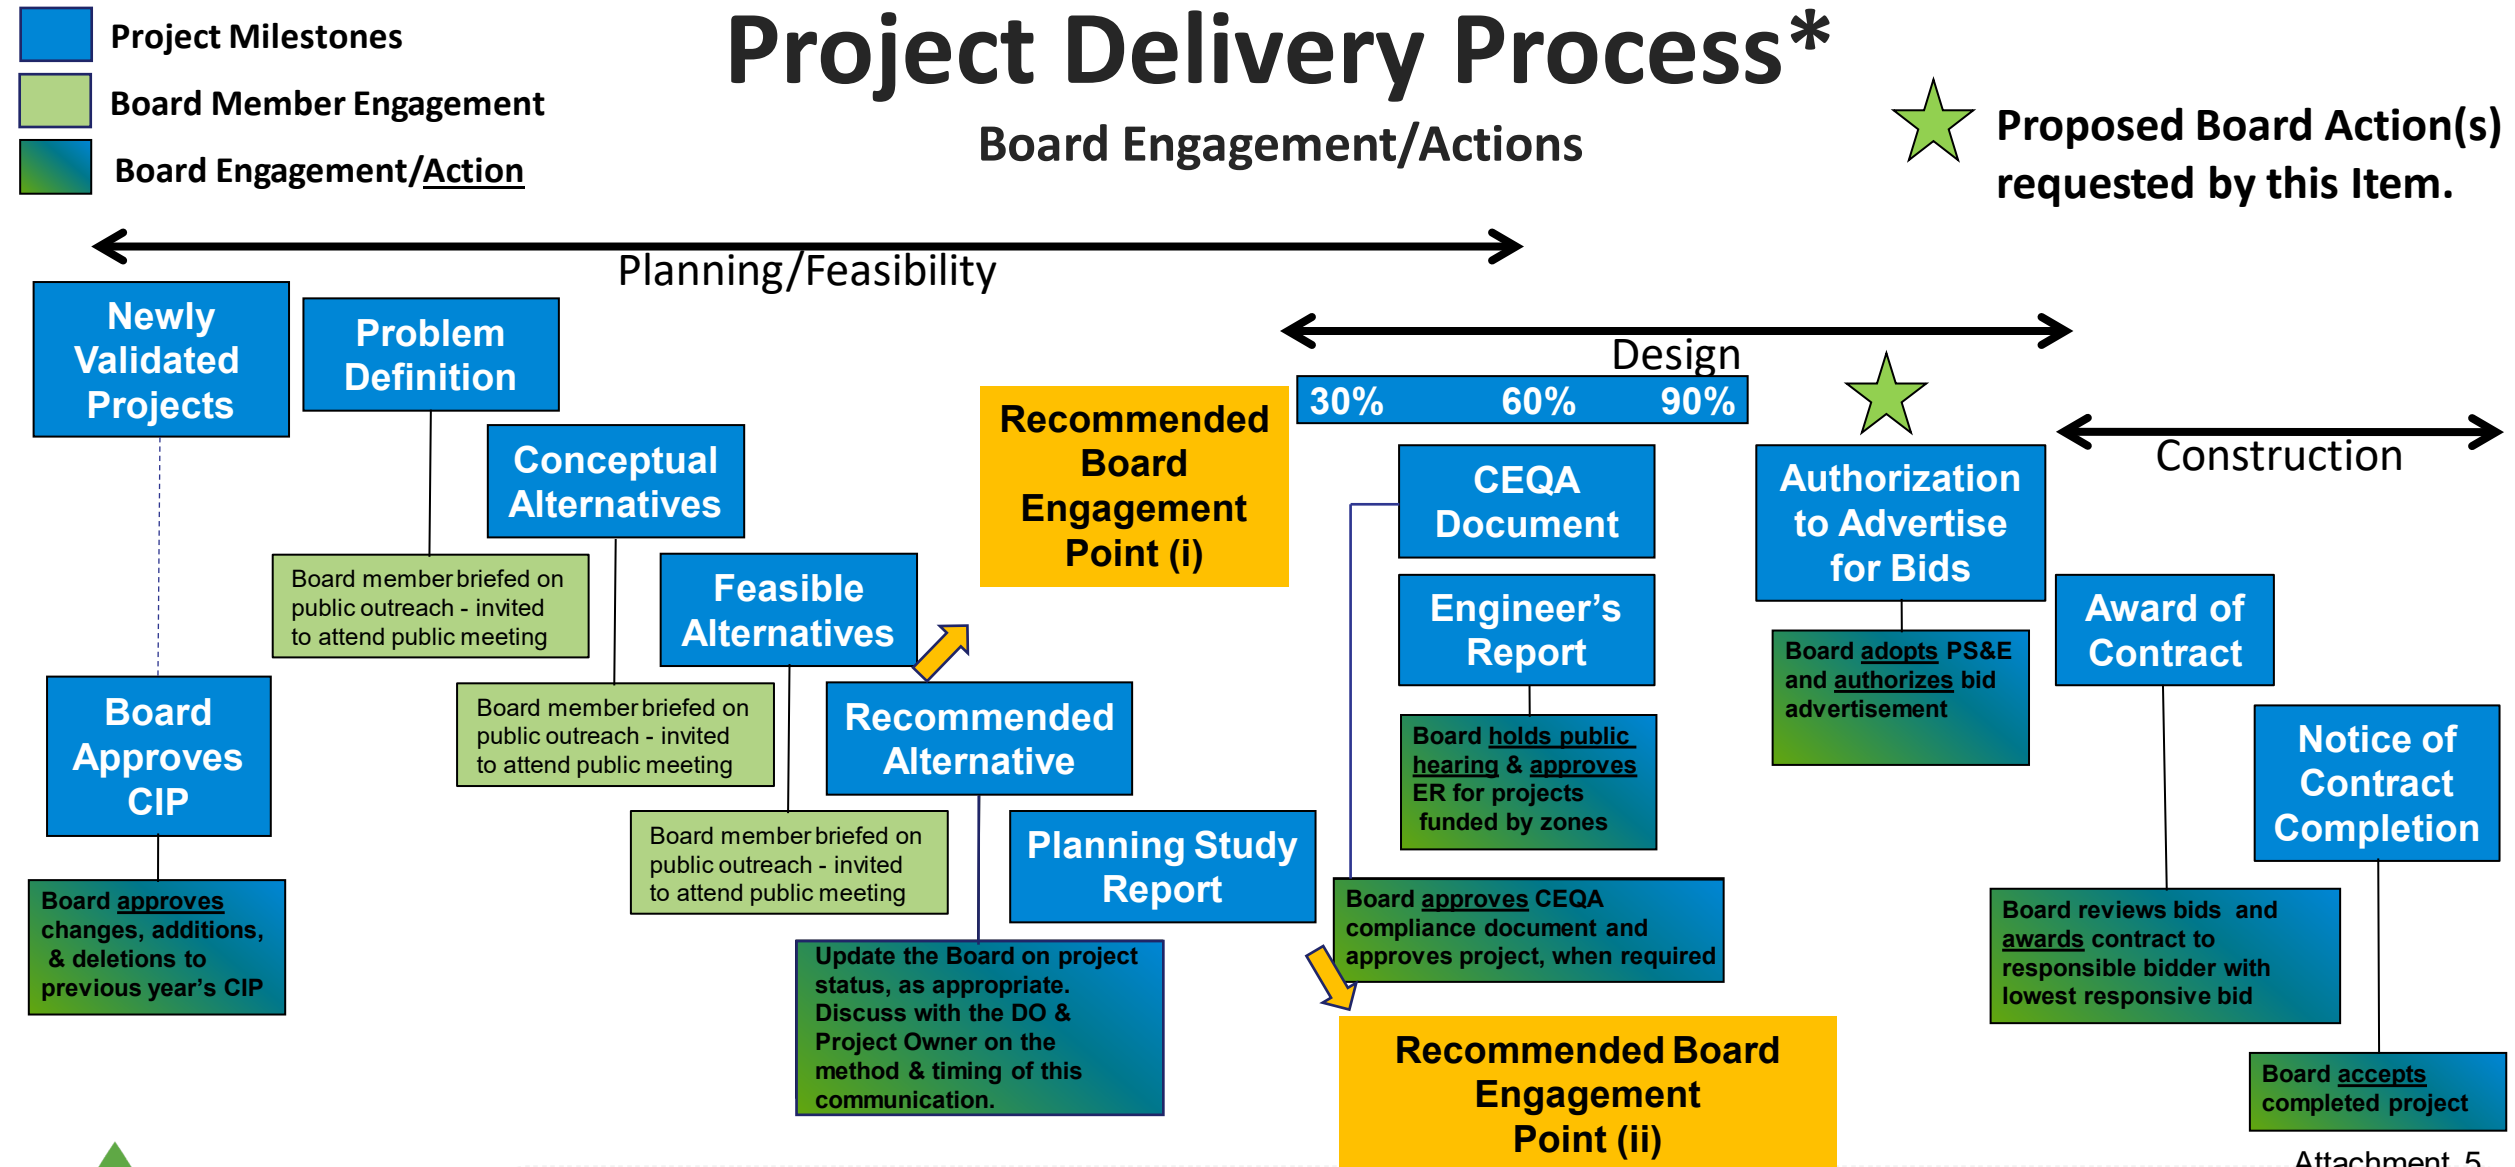 Project Milestones
Board Member Engagement
Board Engagement/Action
Project Delivery Process*
Board Engagement/Actions
Proposed Board Action(s)
requested by this Item.
Planning/Feasibility
Design
Construction
Newly
Validated
Projects
Board
Approves
CIP
Board approves
changes, additions,
& deletions to
previous year's CIP
Problem
Definition
Board member briefed on
public outreach - invited
to attend public meeting
Conceptual
Alternatives
Board member briefed on
public outreach - invited
to attend public meeting
Feasible
Alternatives
Board member briefed on
public outreach - invited
to attend public meeting
Recommended
Board
Engagement
Point (i)
Recommended
Alternative
Update the Board on project
status, as appropriate.
Discuss with the DO &
Project Owner on the
method & timing of this
communication.
Planning Study
Report
30% 60% 90%
CEQA
Document
Engineer’s
Report
Board holds public
hearing & approves
ER for projects
funded by zones
Board approves CEQA
compliance document and
approves project, when required
Recommended Board
Engagement
Point (ii)
Authorization
to Advertise
for Bids
Board adopts PS&E
and authorizes bid
advertisement
Award of
Contract
Board reviews bids and
awards contract to
responsible bidder with
lowest responsive bid
Notice of
Contract
Completion
Board accepts
completed project
Attachment 5